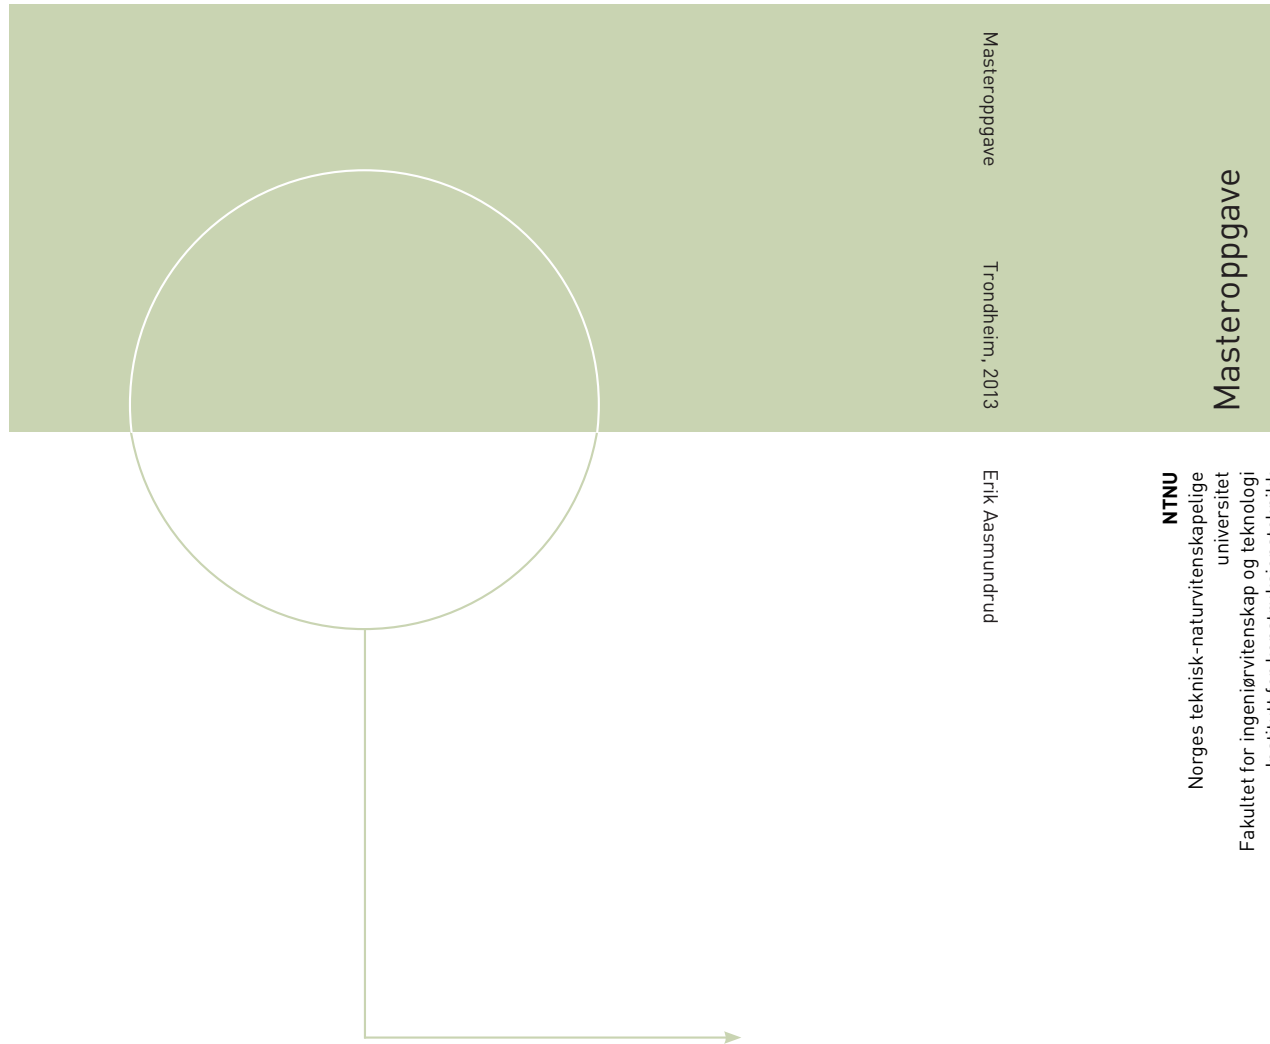 Masteroppgave
Trondheim, 2013
Erik Aasmundrud
Masteroppgave
NTNU
Norges teknisk-naturvitenskapelige
universitet
Fakultet for ingeniørvitenskap og teknologi